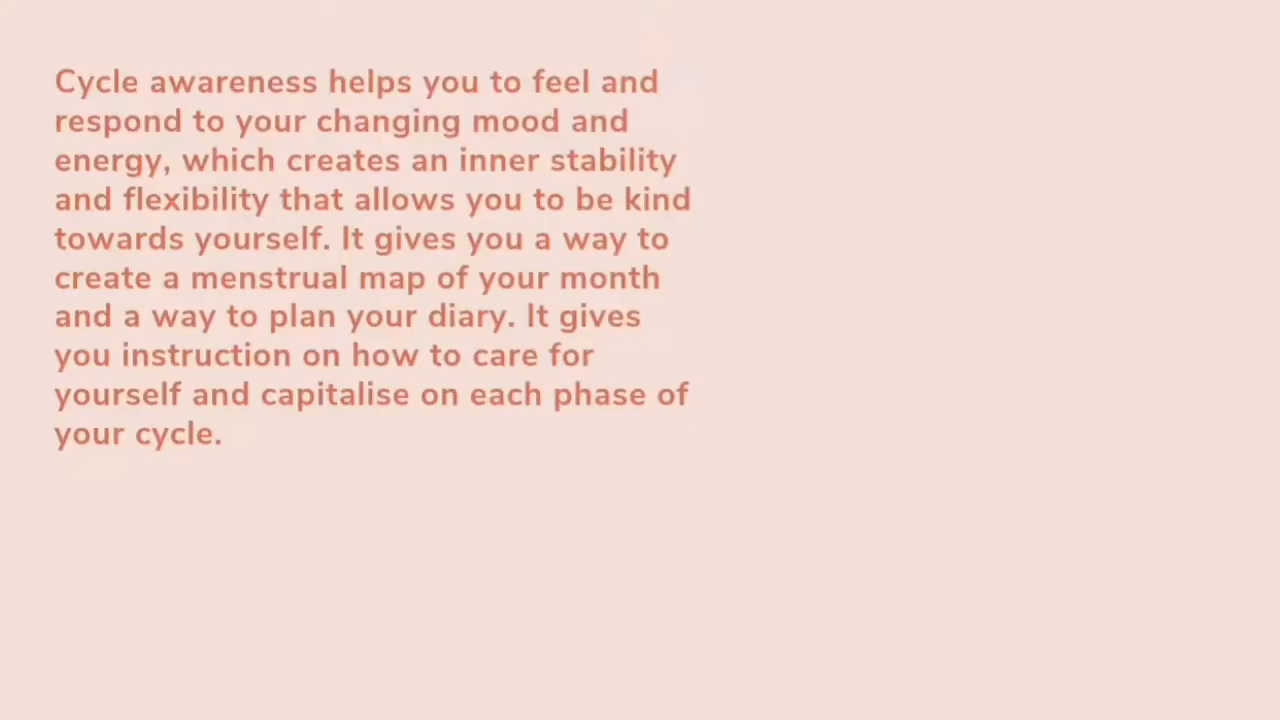 Cycle awareness helps you to feel and
respond to your changing mood and
energy, which creates an inner stability
and flexibility that allows you to be kind
towards yourself. It gives you a way to
create a menstrual map of your month
and a way to plan your diary. It gives
you instruction on how to care for
yourself and capitalise on each phase of
your cycle.